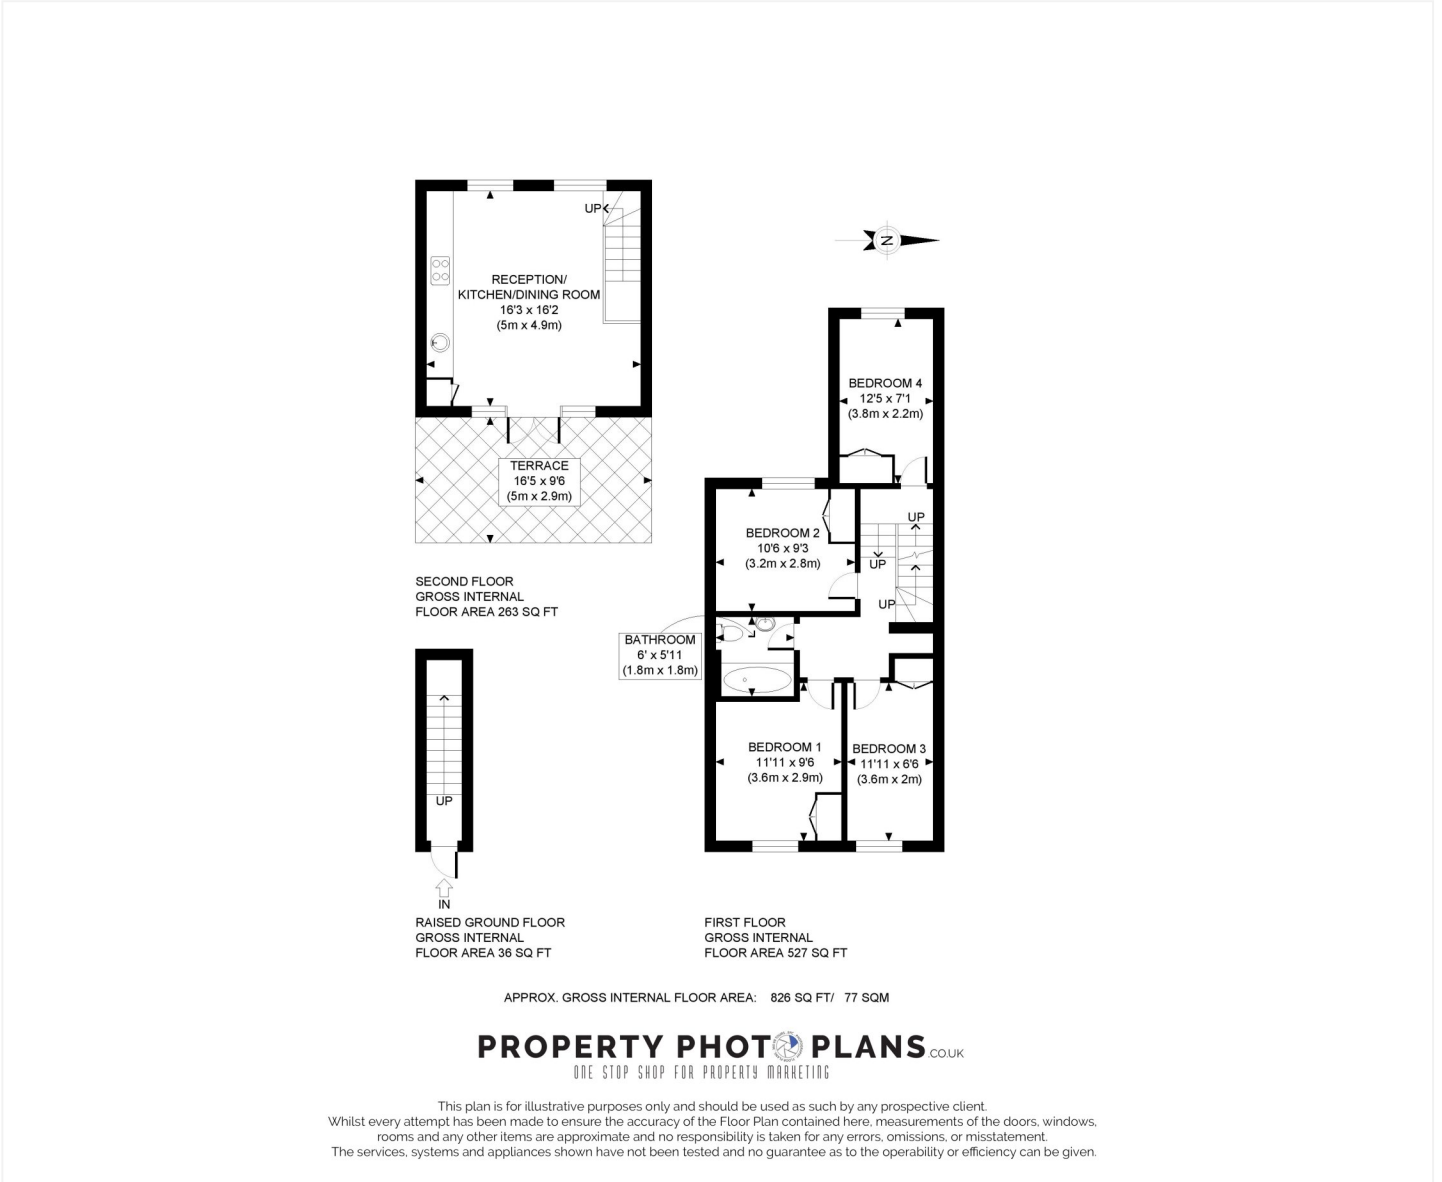 UP
RECEPTION/
KITCHEN/DINING ROOM
16'3 x 16'2
(5m x 4.9m)
TERRACE
16'5 x 9'6
(5m x 2.9m)
SECOND FLOOR
GROSS INTERNAL
FLOOR AREA 263 SQ FT
N
BEDROOM 4
12'5 x 7'1
(3.8m x 2.2m)
UP
BEDROOM 2
10'6 x 9'3
(3.2m x 2.8m)
UP
UP
BATHROOM
6' x 5'11
(1.8m x 1.8m)
BEDROOM 1
11'11 x 9'6
(3.6m x 2.9m)
BEDROOM 3
11'11 x 6'6
(3.6m x 2m)
UP
IN
RAISED GROUND FLOOR
GROSS INTERNAL
FLOOR AREA 36 SQ FT
FIRST FLOOR
GROSS INTERNAL
FLOOR AREA 527 SQ FT
APPROX. GROSS INTERNAL FLOOR AREA: 826 SQ FT/ 77 SQM
PROPERTY PHOT PLANS.CO.UK
ONE STOP SHOP FOR PROPERTY MARKETING
This plan is for illustrative purposes only and should be used as such by any prospective client.
Whilst every attempt has been made to ensure the accuracy of the Floor Plan contained here, measurements of the doors, windows,
rooms and any other items are approximate and no responsibility is taken for any errors, omissions, or misstatement.
The services, systems and appliances shown have not been tested and no guarantee as to the operability or efficiency can be given.